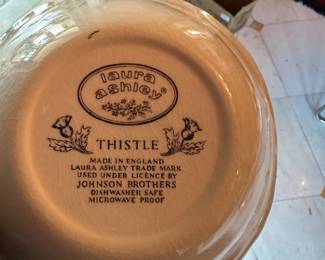 laura
ashley®
THISTLE
MADE IN ENGLAND
LAURA ASHLEY TRADE MARK
USED UNDER LICENCE BY
JOHNSON BROTHERS
DISHWASHER SAFE
MICROWAVE PROOF